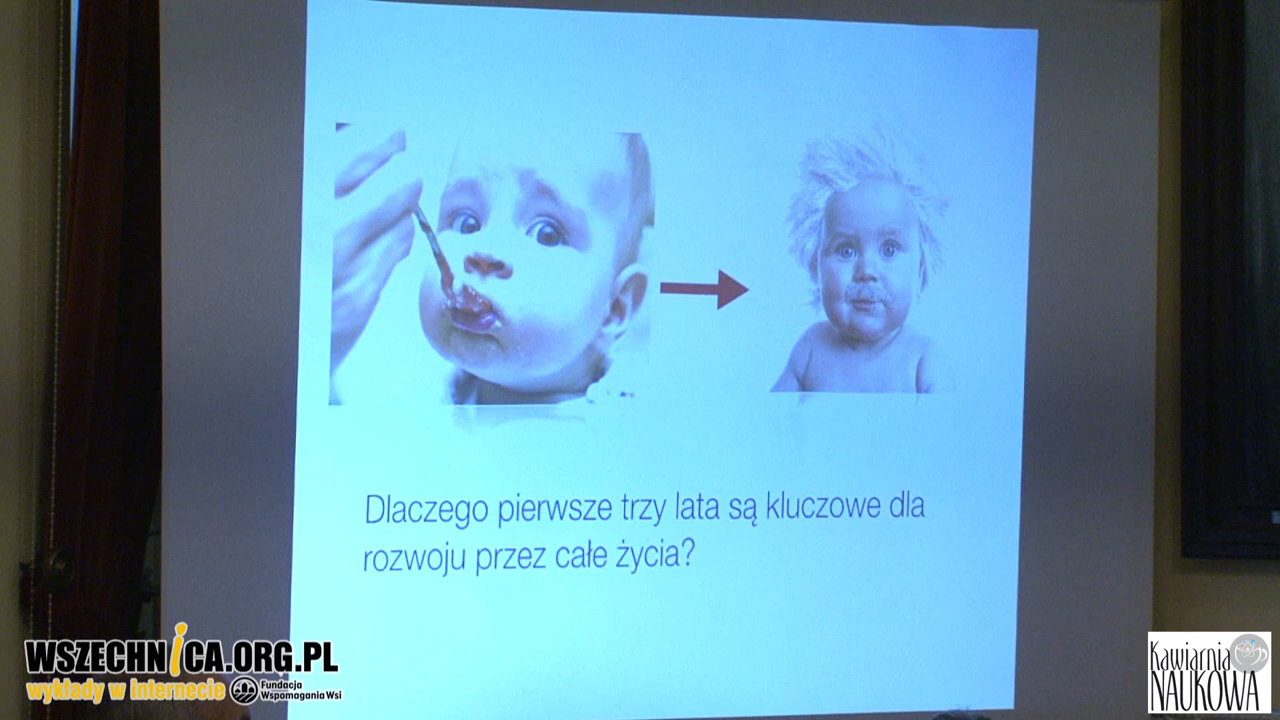 Dlaczego pierwsze trzy lata są kluczowe dla
rozwoju przez całe życia?
WSZECHNICA.ORG.PL
wykłady w internecie
Fundacja
Wspomagania Wsi
Kawiarnia
NAUKOWA